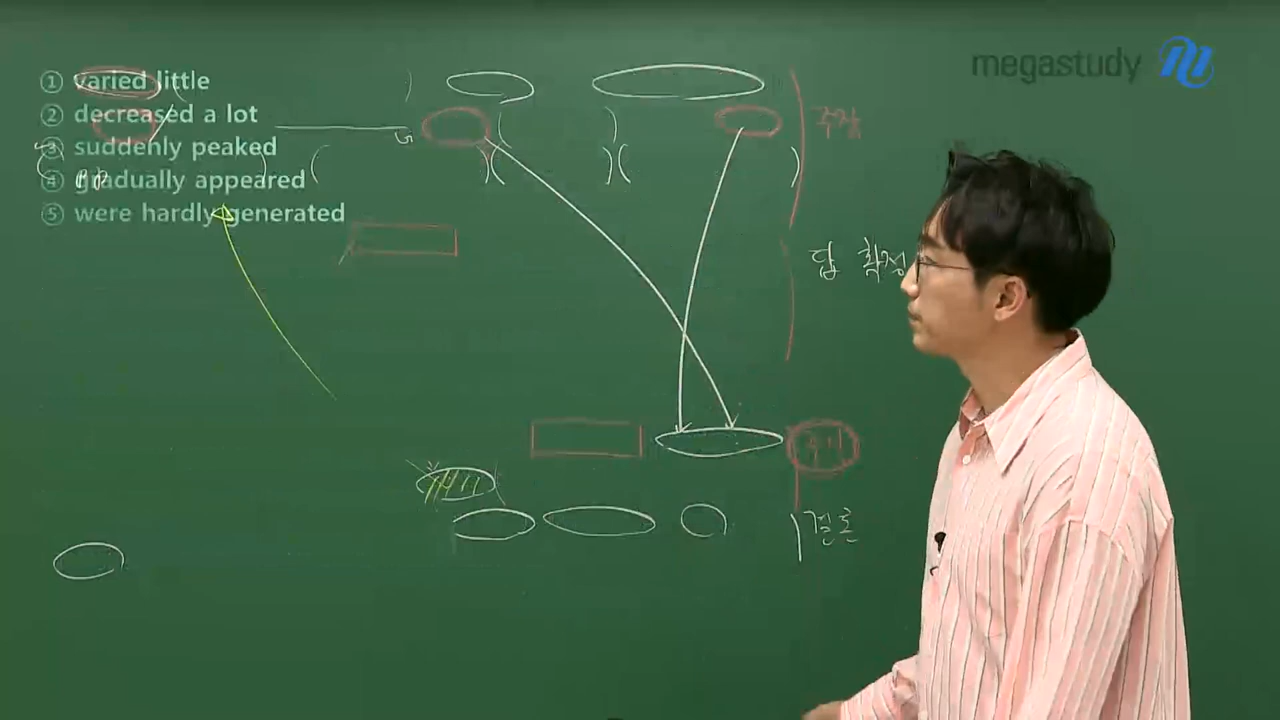 ① varied little
② decreased a lot
③ suddenly peaked
④ gradually appeared
⑤ were hardly generated
megastudy
주장
PP
답 확정
결론